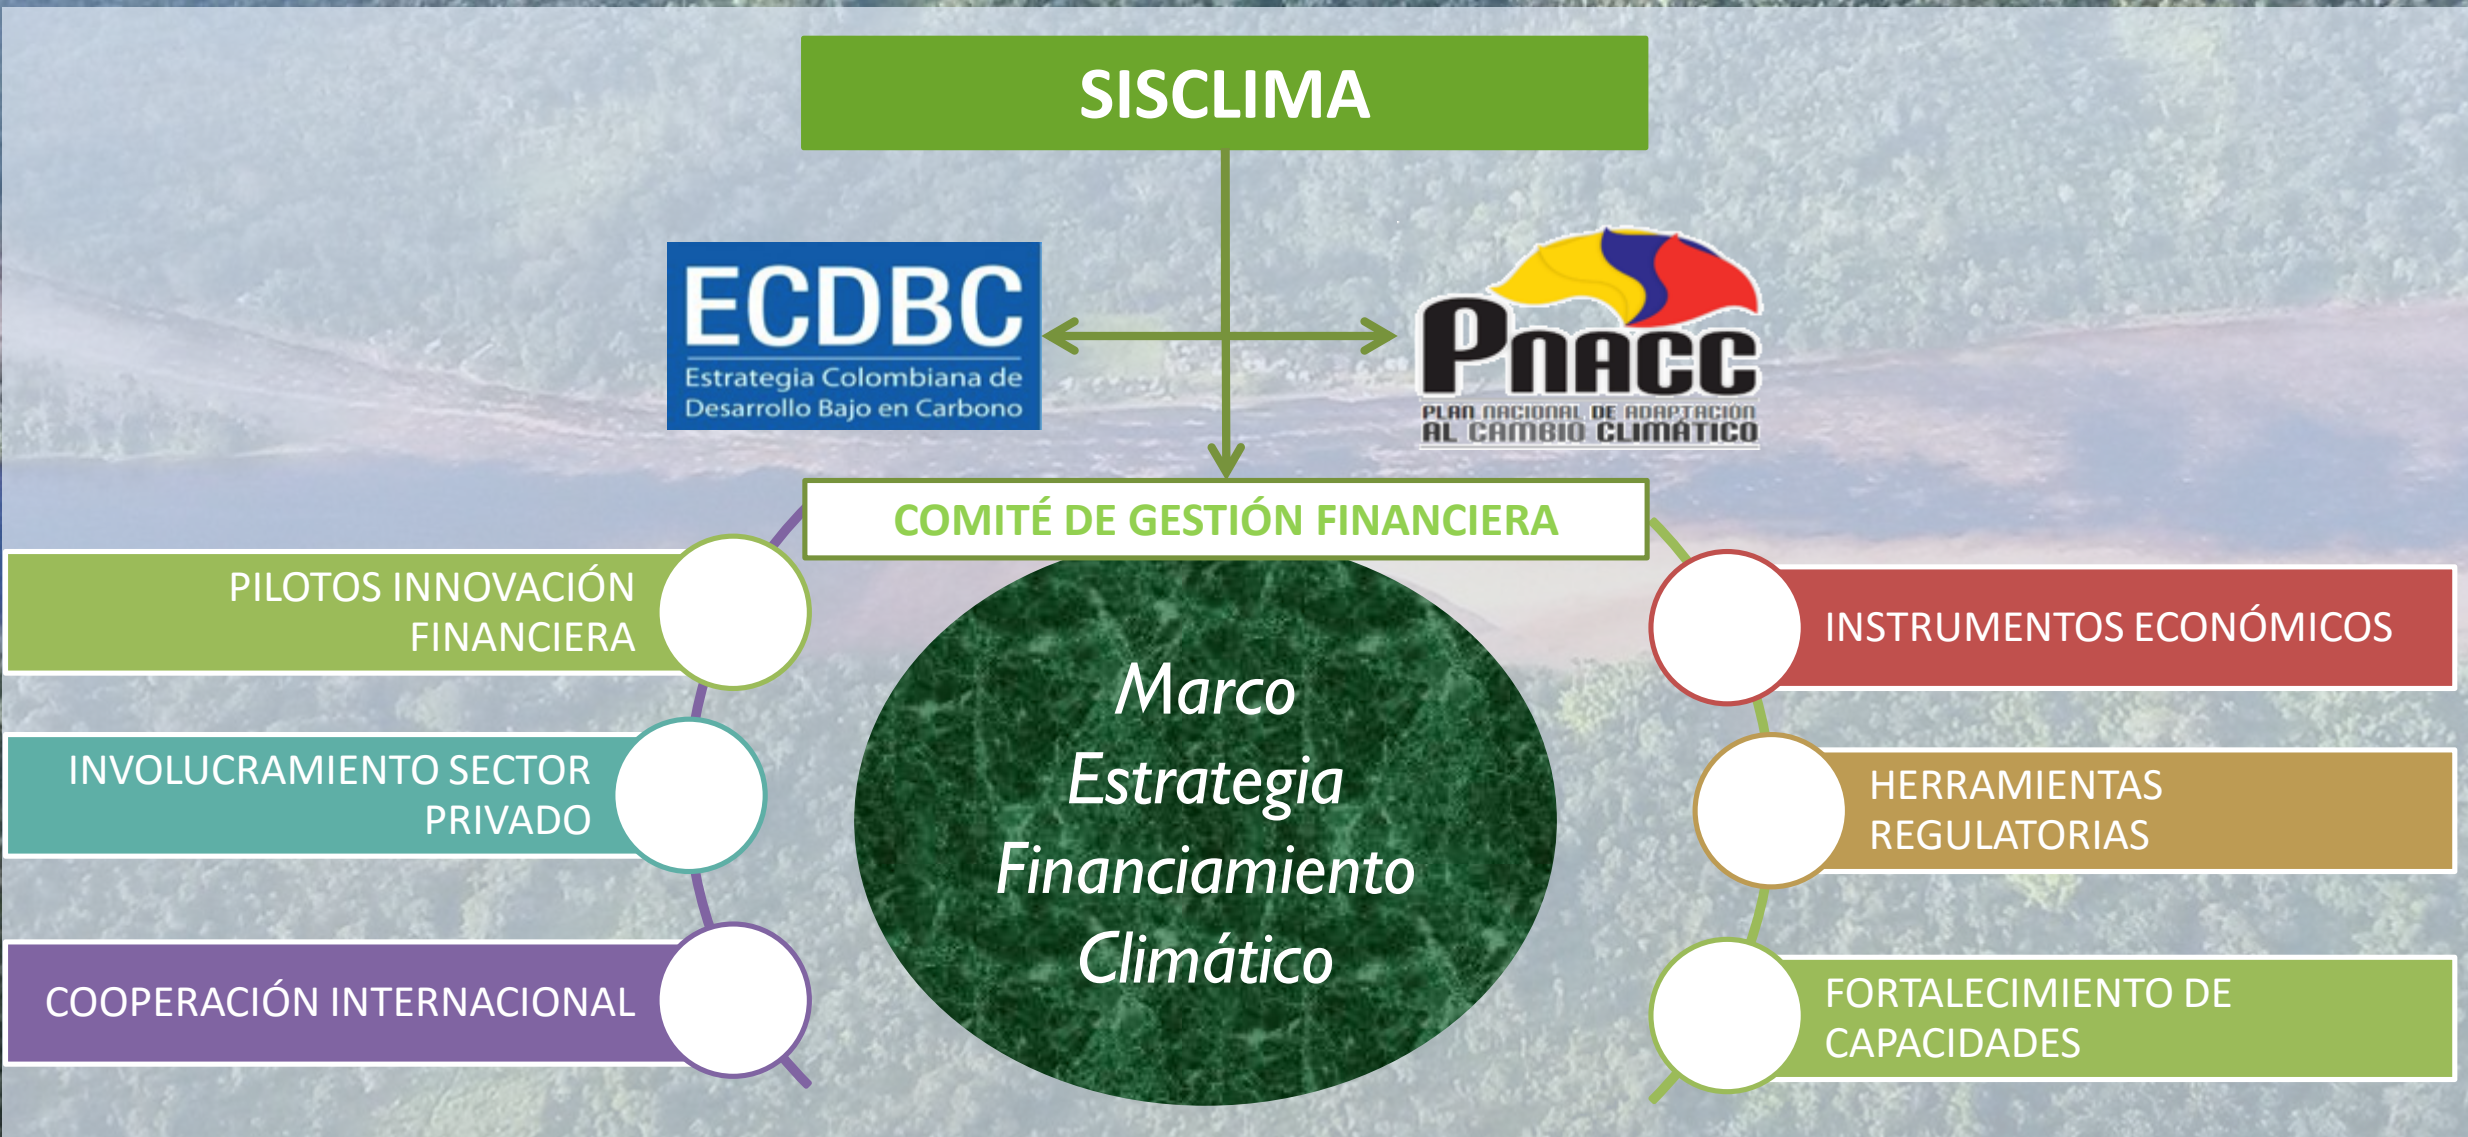 SISCLIMA
ECDBC
Estrategia Colombiana de
Desarrollo Bajo en Carbono
PNACC
PLAN NACIONAL DE ADAPTACIÓN
AL CAMBIO CLIMÁTICO
COMITÉ DE GESTIÓN FINANCIERA
PILOTOS INNOVACIÓN
FINANCIERA
INVOLUCRAMIENTO SECTOR
PRIVADO
COOPERACIÓN INTERNACIONAL
Marco
Estrategia
Financiamiento
Climático
INSTRUMENTOS ECONÓMICOS
HERRAMIENTAS
REGULATORIAS
FORTALECIMIENTO DE
CAPACIDADES